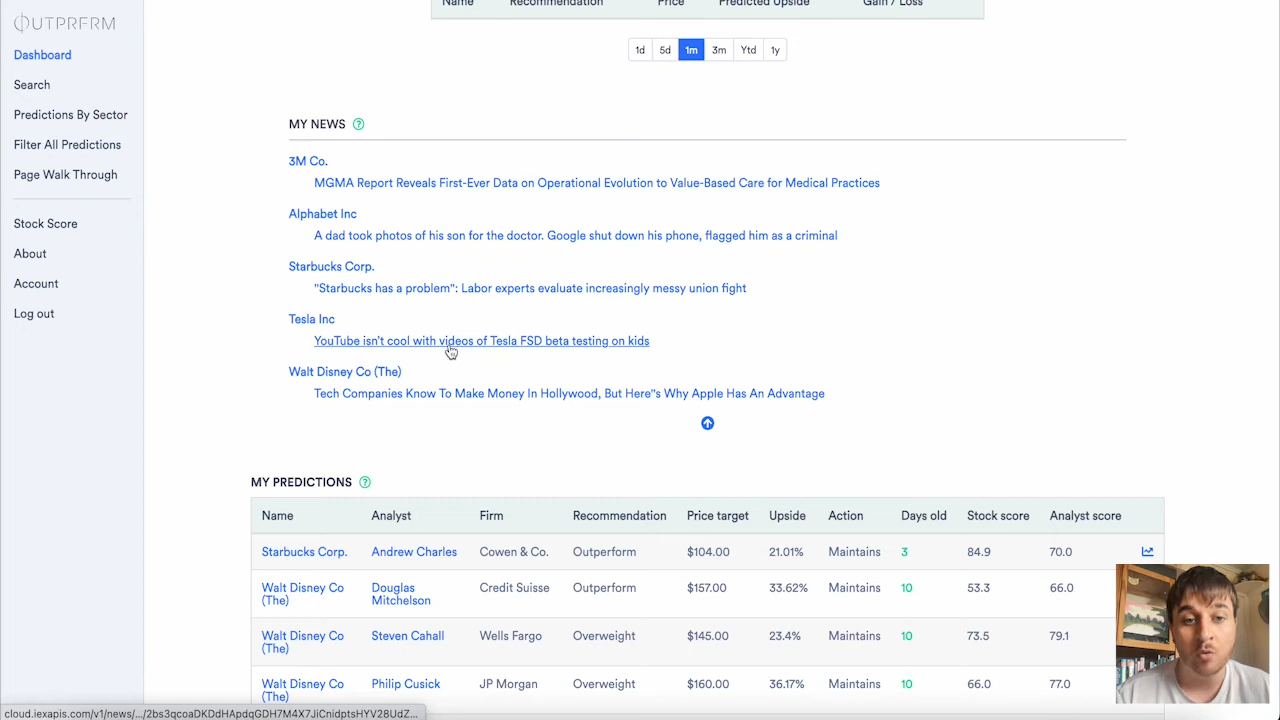 OUTPRFRM
Dashboard
Search
Predictions By Sector
Filter All Predictions
Page Walk Through
Stock Score
About
Account
Log out
Name Recommendation Price Predicted Upside Gain / Loss
1d 5d 1m 3m Ytd 1y
MY NEWS ?
3M Co.
MGMA Report Reveals First-Ever Data on Operational Evolution to Value-Based Care for Medical Practices
Alphabet Inc
A dad took photos of his son for the doctor. Google shut down his phone, flagged him as a criminal
Starbucks Corp.
"Starbucks has a problem": Labor experts evaluate increasingly messy union fight
Tesla Inc
YouTube isn't cool with videos of Tesla FSD beta testing on kids
Walt Disney Co (The)
Tech Companies Know To Make Money In Hollywood, But Here"s Why Apple Has An Advantage
MY PREDICTIONS ?
Name Analyst Firm Recommendation Price target Upside Action Days old Stock score Analyst score
Starbucks Corp. Andrew Charles Cowen & Co. Outperform $104.00 21.01% Maintains 3 84.9 70.0
Walt Disney Co (The) Douglas Mitchelson Credit Suisse Outperform $157.00 33.62% Maintains 10 53.3 66.0
Walt Disney Co (The) Steven Cahall Wells Fargo Overweight $145.00 23.4% Maintains 10 73.5 79.1
Walt Disney Co (The) Philip Cusick JP Morgan Overweight $160.00 36.17% Maintains 10 66.0 77.0
cloud.iexapis.com/v1/news/.../2bs3qcoaDKDdHApdqGDH7M4X7JiCnidptsHYV28UdZ...